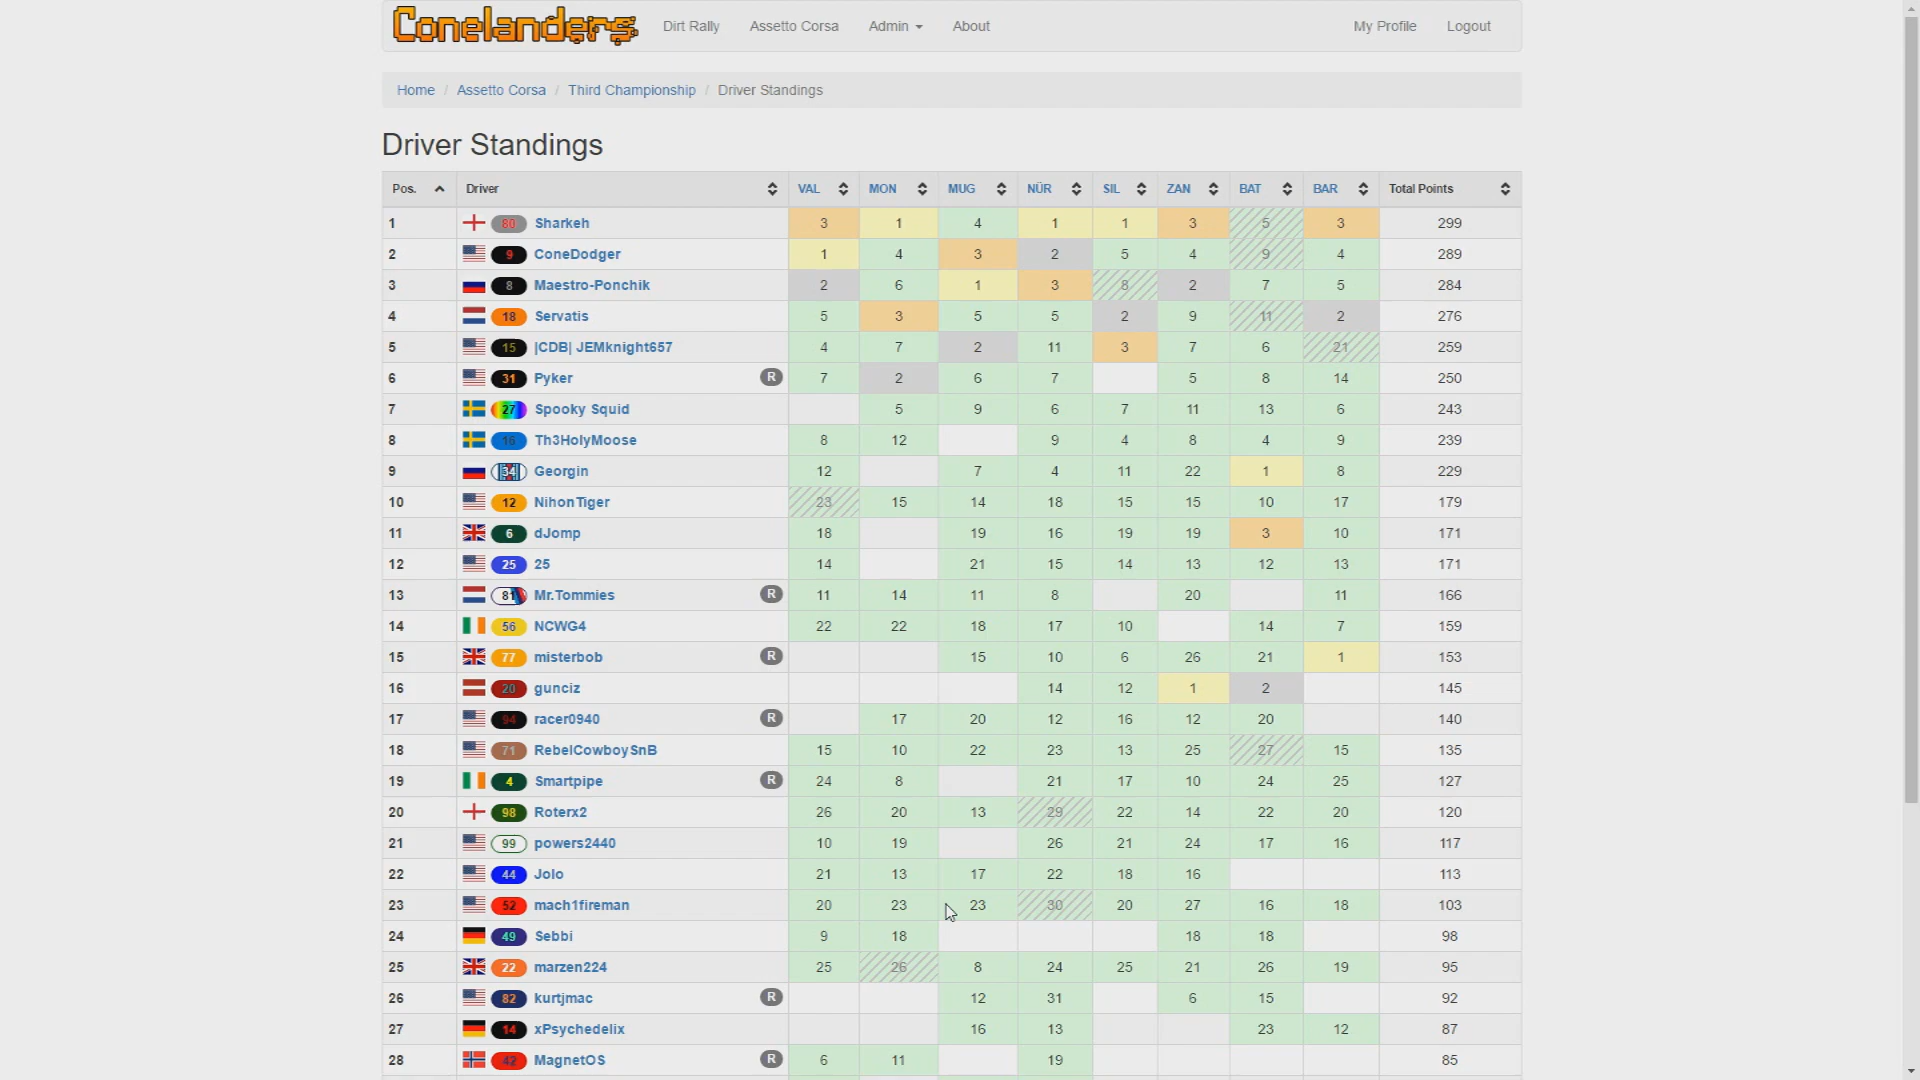 Conelanders Dirt Rally Assetto Corsa Admin About My Profile Logout
Home / Assetto Corsa / Third Championship / Driver Standings
Driver Standings
Pos. Driver VAL MON MUG NÜR SIL ZAN BAT BAR Total Points
1 80 Sharkeh 3 1 4 1 1 3 5 3 299
2 9 ConeDodger 1 4 3 2 5 4 9 4 289
3 8 Maestro-Ponchik 2 6 1 3 8 2 7 5 284
4 18 Servatis 5 3 5 5 2 9 11 2 276
5 15 |CDB| JEMknight657 4 7 2 11 3 7 6 21 259
6 31 Pyker R 7 2 6 7 5 8 14 250
7 27 Spooky Squid 5 9 6 7 11 13 6 243
8 16 Th3HolyMoose 8 12 9 4 8 4 9 239
9 34 Georgin 12 7 4 11 22 1 8 229
10 12 NihonTiger 23 15 14 18 15 15 10 17 179
11 6 dJomp 18 19 16 19 19 3 10 171
12 25 25 14 21 15 14 13 12 13 171
13 81 Mr.Tommies R 11 14 11 8 20 11 166
14 56 NCWG4 22 22 18 17 10 14 7 159
15 77 misterbob R 15 10 6 26 21 1 153
16 20 gunciz 14 12 1 2 145
17 94 racer0940 R 17 20 12 16 12 20 140
18 71 RebelCowboySnB 15 10 22 23 13 25 27 15 135
19 4 Smartpipe R 24 8 21 17 10 24 25 127
20 98 Roterx2 26 20 13 29 22 14 22 20 120
21 99 powers2440 10 19 26 21 24 17 16 117
22 44 Jolo 21 13 17 22 18 16 113
23 52 mach1fireman 20 23 23 30 20 27 16 18 103
24 49 Sebbi 9 18 18 18 98
25 22 marzen224 25 26 8 24 25 21 26 19 95
26 82 kurtjmac R 12 31 6 15 92
27 14 xPsychedelix 16 13 23 12 87
28 42 MagnetOS R 6 11 19 85